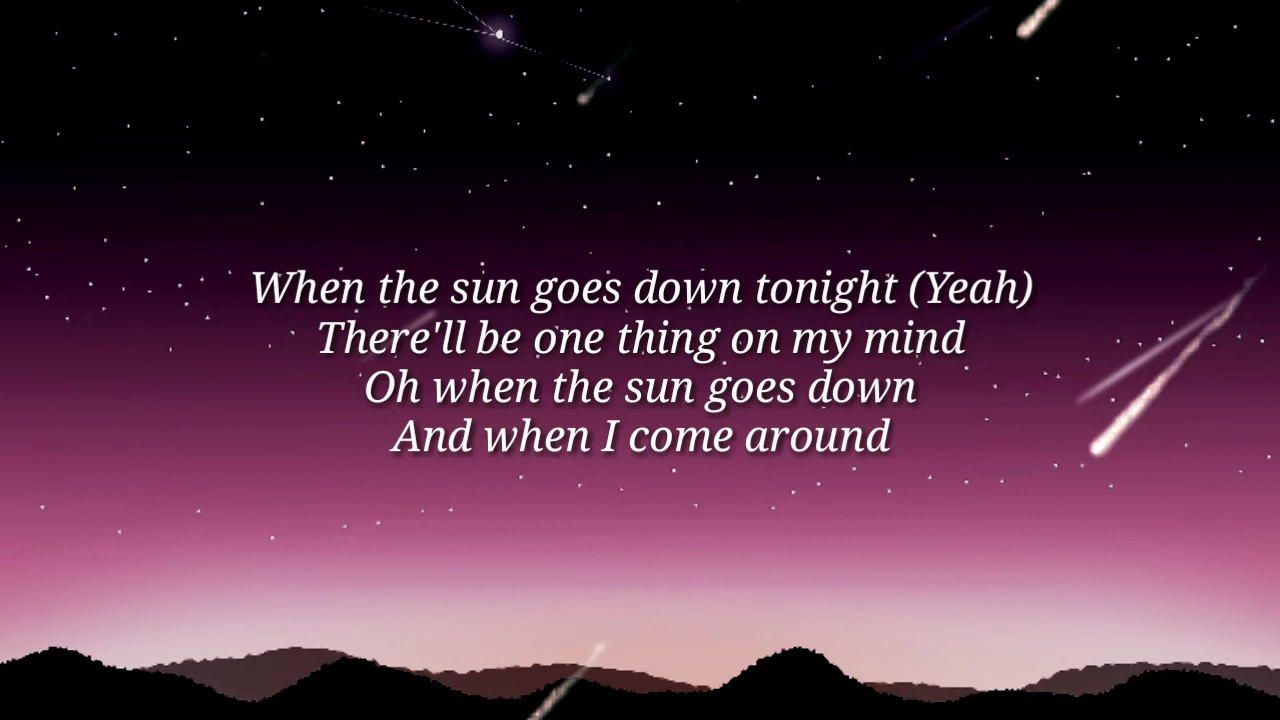 When the sun goes down tonight (Yeah)
There'll be one thing on my mind
Oh when the sun goes down
And when I come around